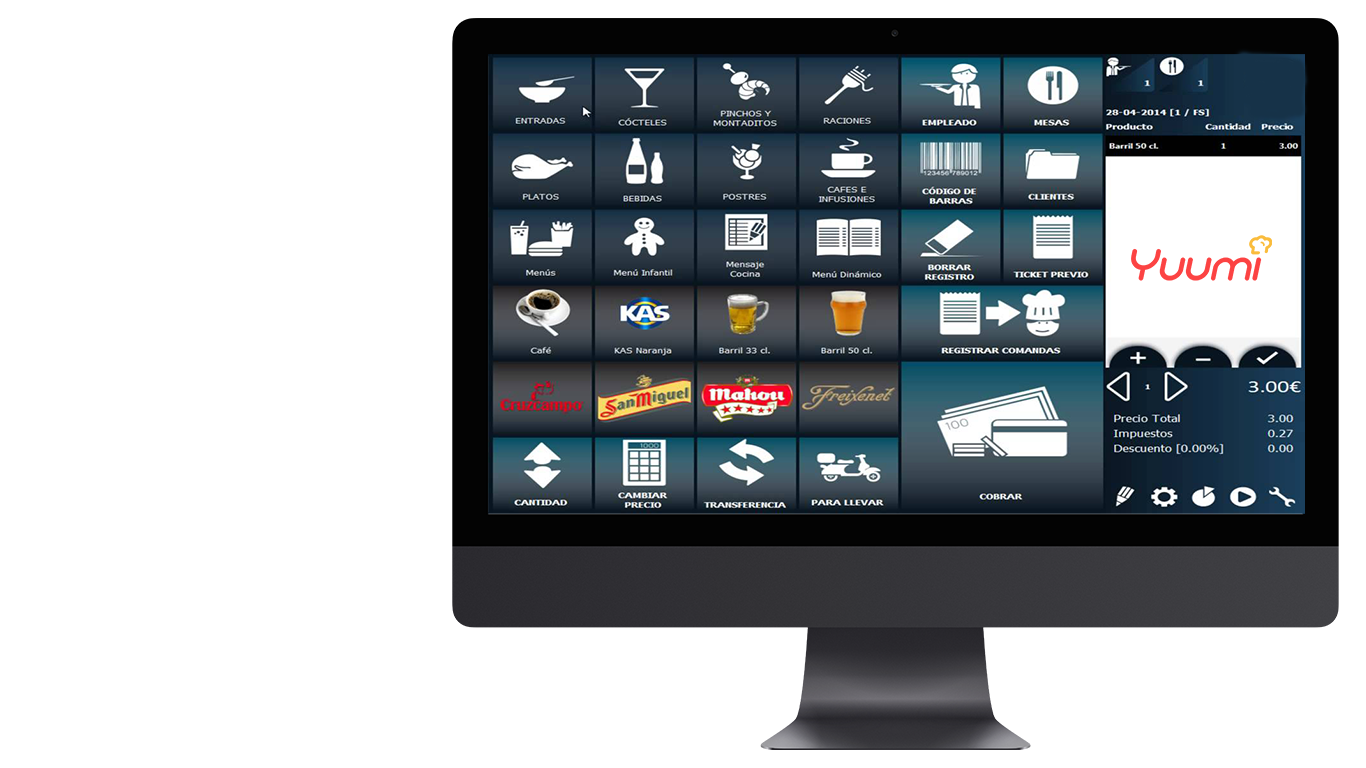 ENTRADAS
CÓCTELES
PINCHOS Y
MONTADITOS
RACIONES
EMPLEADO
MESAS
PLATOS
BEBIDAS
POSTRES
CAFES E
INFUSIONES
123456 789012
CÓDIGO DE
BARRAS
CLIENTES
Menús
Menú Infantil
Mensaje
Cocina
Menú Dinámico
BORRAR
REGISTRO
TICKET PREVIO
Café
KAS
KAS Naranja
Barril 33 cl.
Barril 50 cl.
REGISTRAR COMANDAS
Cruzcampo
SanMiguel
Mahou
Freixenet
100
COBRAR
CANTIDAD
1000
CAMBIAR
PRECIO
TRANSFERENCIA
PARA LLEVAR
1 1
28-04-2014 [1 / FS]
Producto Cantidad Precio
Barril 50 cl. 1 3.00
Yuumi
+ −
1 3.00€
Precio Total 3.00
Impuestos 0.27
Descuento [0.00%] 0.00